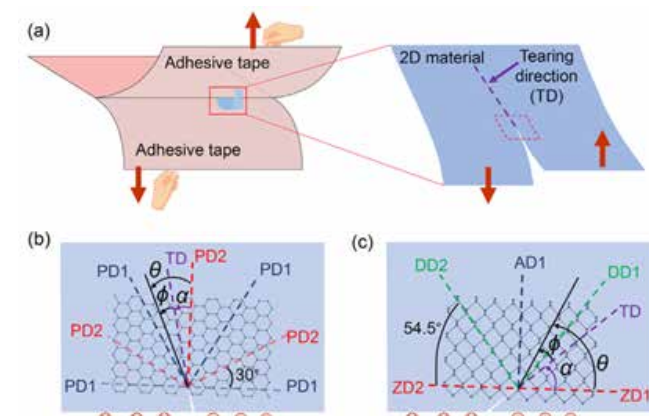 (a)
Adhesive tape
Adhesive tape
2D material
Tearing
direction
(TD)
(b)
PD1
θ
TD
PD2
PD1
ϕ
α
PD2
PD2
30°
PD1
PD1
(c)
DD2
AD1
DD1
TD
54.5°
ϕ
α
θ
ZD2
ZD1